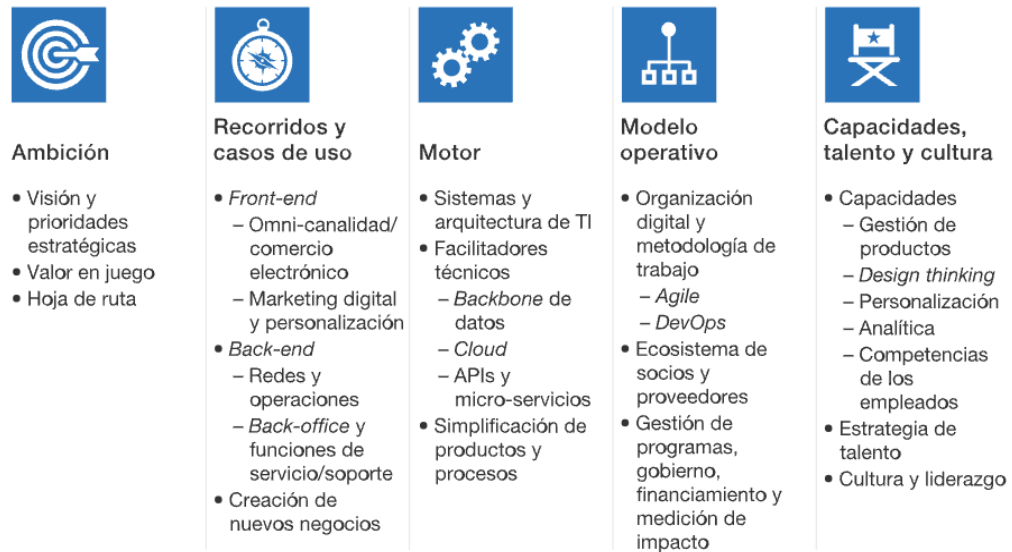 Ambición
• Visión y
prioridades
estratégicas
• Valor en juego
• Hoja de ruta
Recorridos y
casos de uso
• Front-end
– Omni-canalidad/
comercio
electrónico
– Marketing digital
y personalización
• Back-end
– Redes y
operaciones
– Back-office y
funciones de
servicio/soporte
• Creación de
nuevos negocios
Motor
• Sistemas y
arquitectura de TI
• Facilitadores
técnicos
– Backbone de
datos
– Cloud
– APIs y
micro-servicios
• Simplificación de
productos y
procesos
Modelo
operativo
• Organización
digital y
metodología de
trabajo
– Agile
– DevOps
• Ecosistema de
socios y
proveedores
• Gestión de
programas,
gobierno,
financiamiento y
medición de
impacto
Capacidades,
talento y cultura
• Capacidades
– Gestión de
productos
– Design thinking
– Personalización
– Analítica
– Competencias
de los
empleados
• Estrategia de
talento
• Cultura y liderazgo